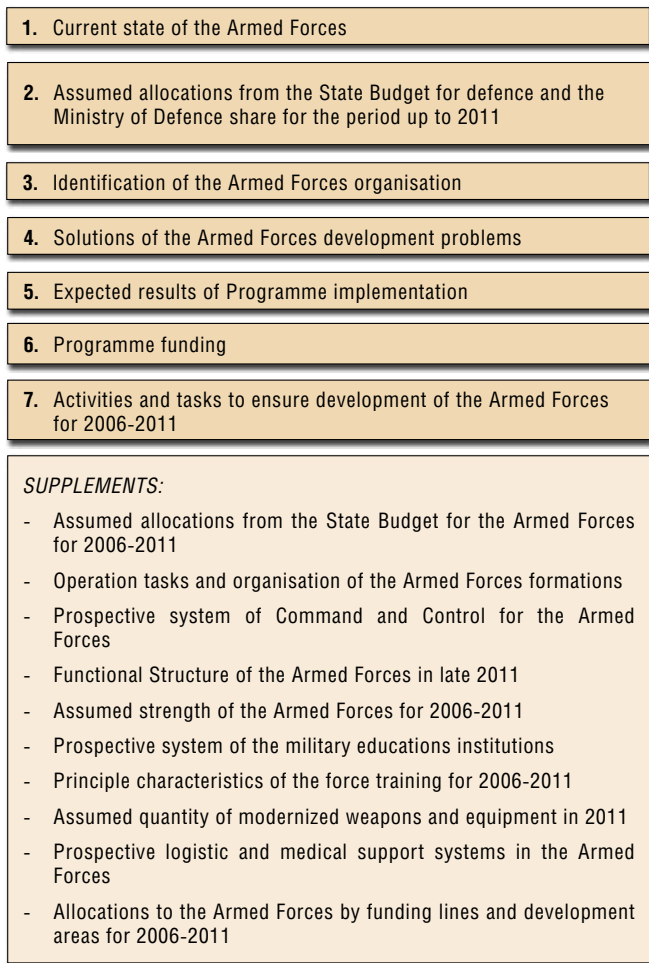 1. Current state of the Armed Forces
2. Assumed allocations from the State Budget for defence and the
Ministry of Defence share for the period up to 2011
3. Identification of the Armed Forces organisation
4. Solutions of the Armed Forces development problems
5. Expected results of Programme implementation
6. Programme funding
7. Activities and tasks to ensure development of the Armed Forces
for 2006-2011
SUPPLEMENTS:
- Assumed allocations from the State Budget for the Armed Forces
for 2006-2011
- Operation tasks and organisation of the Armed Forces formations
- Prospective system of Command and Control for the Armed
Forces
- Functional Structure of the Armed Forces in late 2011
- Assumed strength of the Armed Forces for 2006-2011
- Prospective system of the military educations institutions
- Principle characteristics of the force training for 2006-2011
- Assumed quantity of modernized weapons and equipment in 2011
- Prospective logistic and medical support systems in the Armed
Forces
- Allocations to the Armed Forces by funding lines and development
areas for 2006-2011